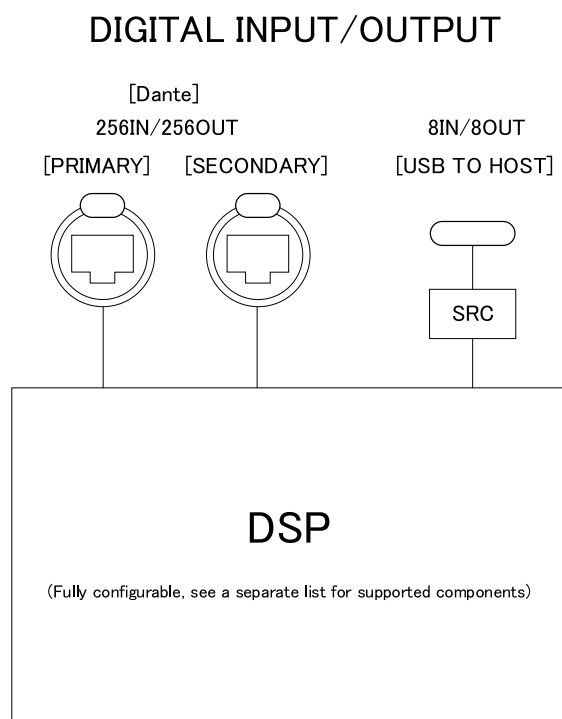 DIGITAL INPUT/OUTPUT
[Dante]
256IN/256OUT
8IN/8OUT
[PRIMARY]
[SECONDARY]
[USB TO HOST]
SRC
DSP
(Fully configurable, see a separate list for supported components)